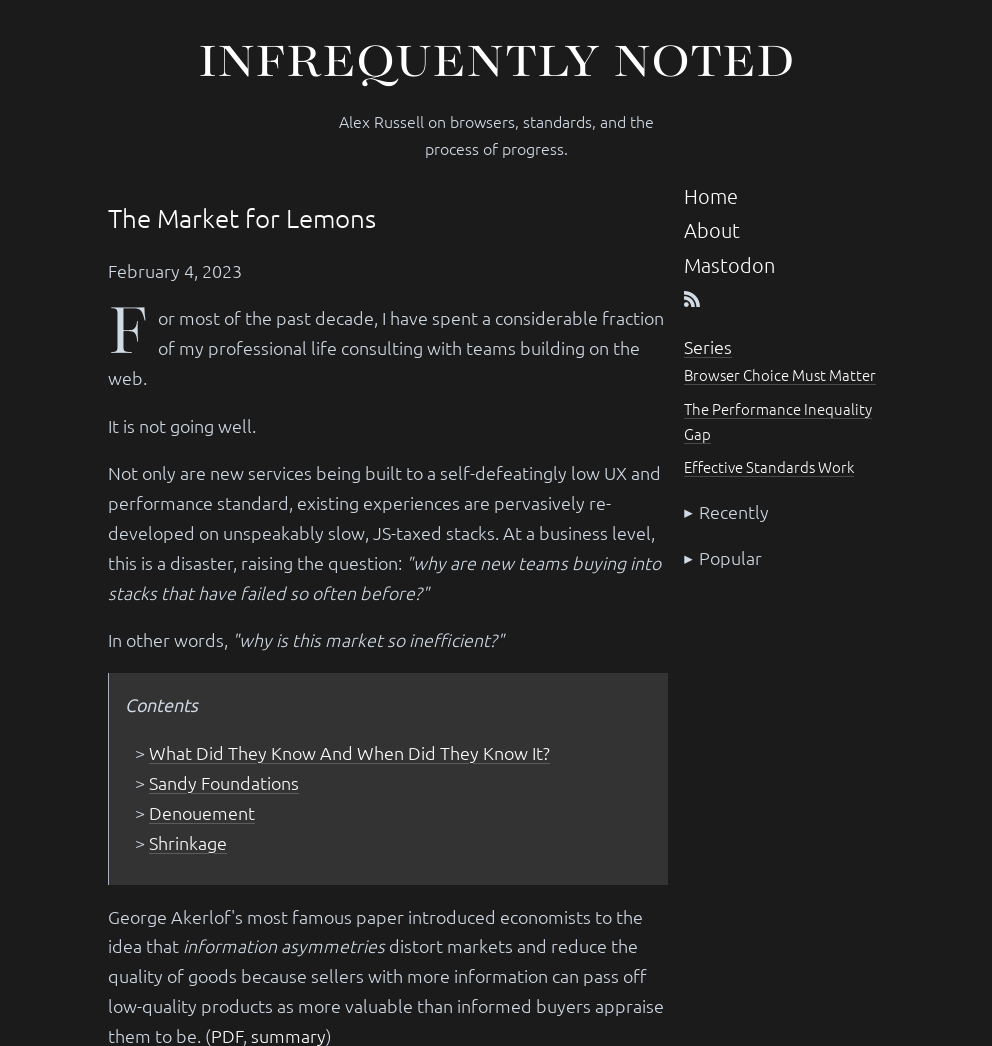 INFREQUENTLY NOTED
Alex Russell on browsers, standards, and the
process of progress.
The Market for Lemons
February 4, 2023
For most of the past decade, I have spent a considerable fraction
of my professional life consulting with teams building on the
web.
It is not going well.
Not only are new services being built to a self-defeatingly low UX and
performance standard, existing experiences are pervasively re-
developed on unspeakably slow, JS-taxed stacks. At a business level,
this is a disaster, raising the question: "why are new teams buying into
stacks that have failed so often before?"
In other words, "why is this market so inefficient?"
Contents
> What Did They Know And When Did They Know It?
> Sandy Foundations
> Denouement
> Shrinkage
George Akerlof's most famous paper introduced economists to the
idea that information asymmetries distort markets and reduce the
quality of goods because sellers with more information can pass off
low-quality products as more valuable than informed buyers appraise
them to be. (PDF, summary)
Home
About
Mastodon
Series
Browser Choice Must Matter
The Performance Inequality
Gap
Effective Standards Work
▸ Recently
▸ Popular